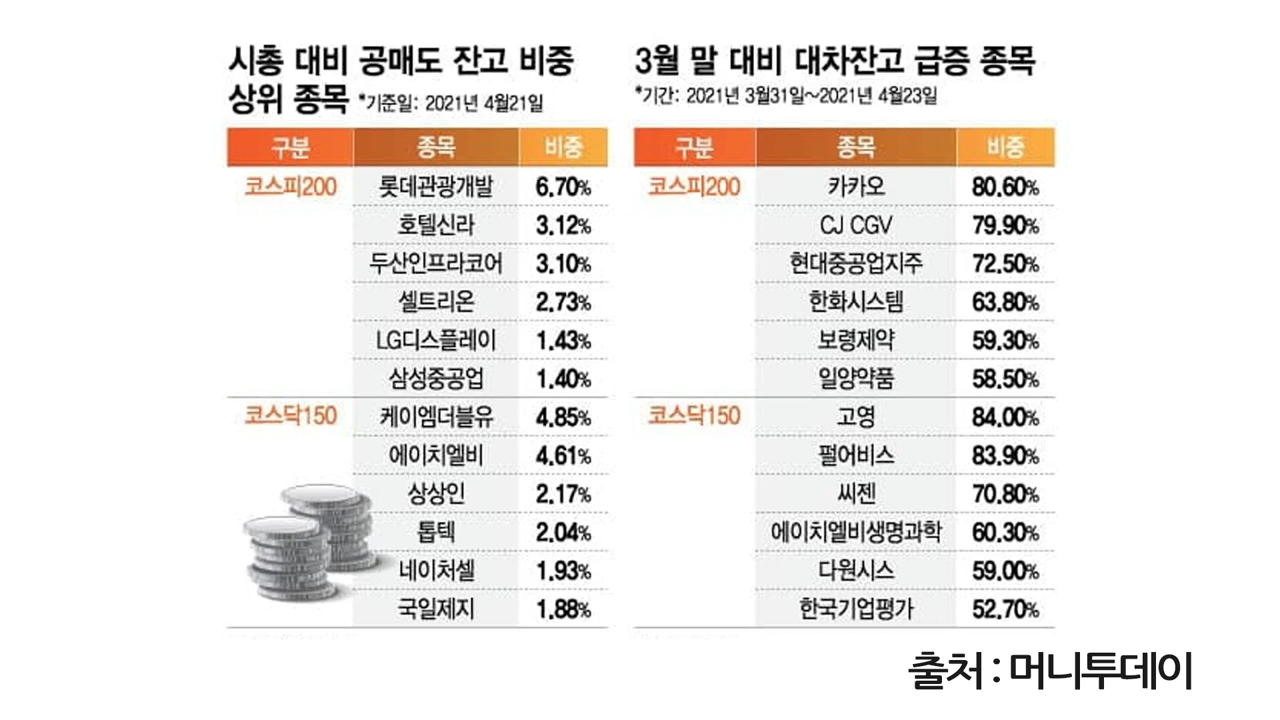 시총 대비 공매도 잔고 비중
상위 종목 *기준일: 2021년 4월21일
구분 종목 비중
코스피200 롯데관광개발 6.70%
호텔신라 3.12%
두산인프라코어 3.10%
셀트리온 2.73%
LG디스플레이 1.43%
삼성중공업 1.40%
코스닥150 케이엠더블유 4.85%
에이치엘비 4.61%
상상인 2.17%
톱텍 2.04%
네이처셀 1.93%
국일제지 1.88%
3월 말 대비 대차잔고 급증 종목
*기간: 2021년 3월31일~2021년 4월23일
구분 종목 비중
코스피200 카카오 80.60%
CJ CGV 79.90%
현대중공업지주 72.50%
한화시스템 63.80%
보령제약 59.30%
일양약품 58.50%
코스닥150 고영 84.00%
펄어비스 83.90%
씨젠 70.80%
에이치엘비생명과학 60.30%
다원시스 59.00%
한국기업평가 52.70%
출처 : 머니투데이